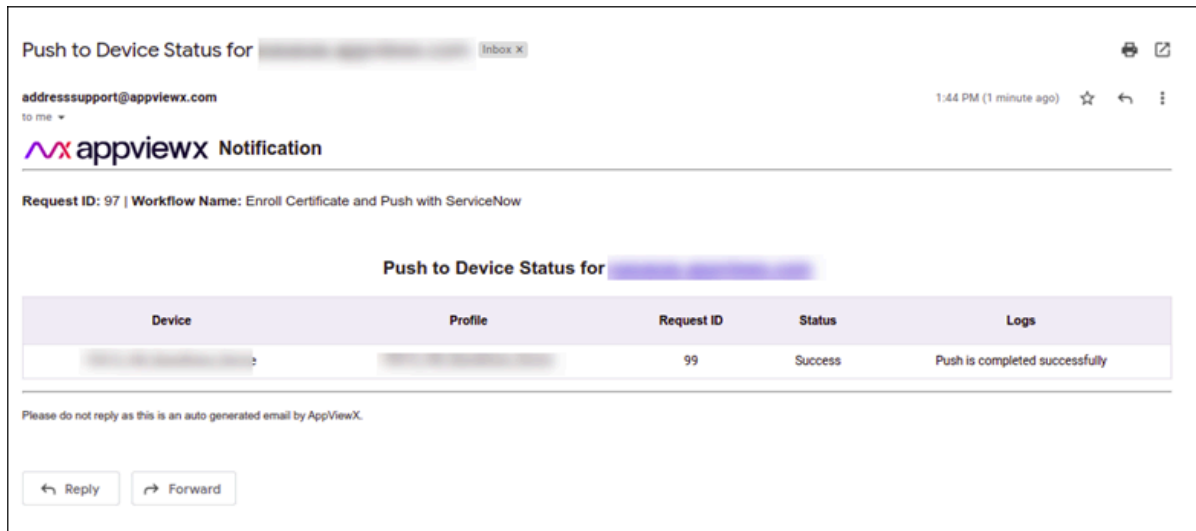 Push to Device Status for Inbox x
addresssupport@appviewx.com 1:44 PM (1 minute ago)
to me
appviewx Notification
Request ID: 97 | Workflow Name: Enroll Certificate and Push with ServiceNow
Push to Device Status for
Device Profile Request ID Status Logs
99 Success Push is completed successfully
Please do not reply as this is an auto generated email by AppViewX.
Reply Forward